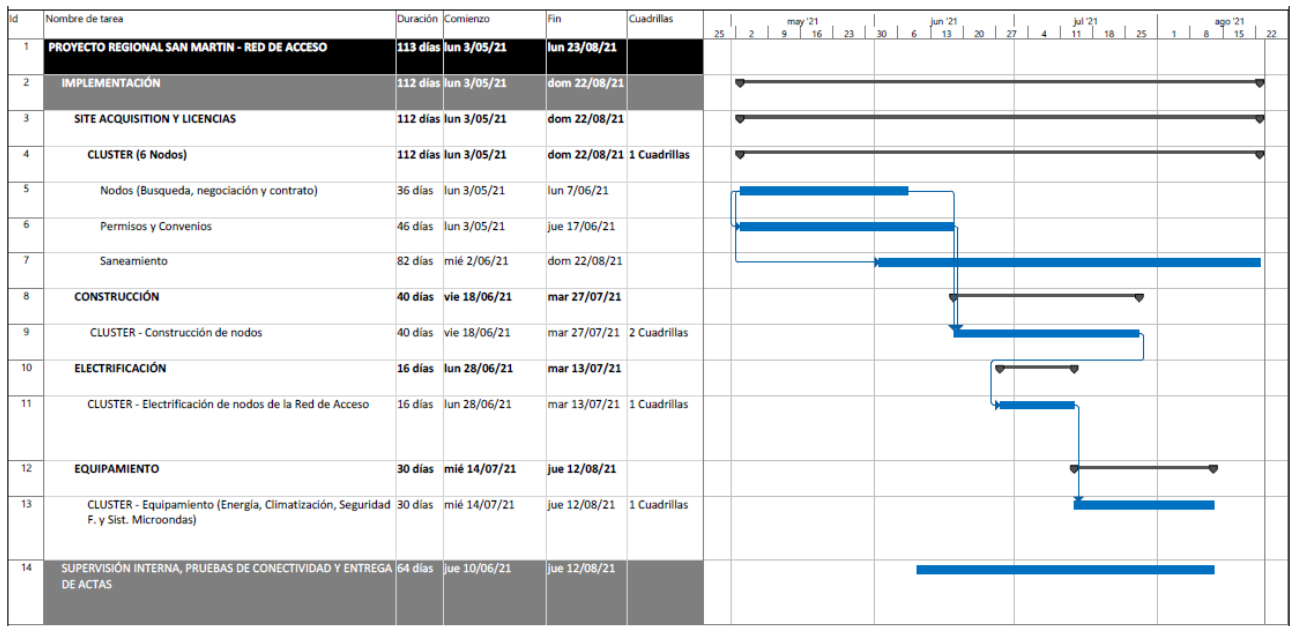 Id Nombre de tarea Duración Comienzo Fin Cuadrillas may '21 jun '21 jul '21 ago '21
25 2 9 16 23 30 6 13 20 27 4 11 18 25 1 8 15 22
1 PROYECTO REGIONAL SAN MARTIN - RED DE ACCESO 113 días lun 3/05/21 lun 23/08/21
2 IMPLEMENTACIÓN 112 días lun 3/05/21 dom 22/08/21
3 SITE ACQUISITION Y LICENCIAS 112 días lun 3/05/21 dom 22/08/21
4 CLUSTER (6 Nodos) 112 días lun 3/05/21 dom 22/08/21 1 Cuadrillas
5 Nodos (Busqueda, negociación y contrato) 36 días lun 3/05/21 lun 7/06/21
6 Permisos y Convenios 46 días lun 3/05/21 jue 17/06/21
7 Saneamiento 82 días mié 2/06/21 dom 22/08/21
8 CONSTRUCCIÓN 40 días vie 18/06/21 mar 27/07/21
9 CLUSTER - Construcción de nodos 40 días vie 18/06/21 mar 27/07/21 2 Cuadrillas
10 ELECTRIFICACIÓN 16 días lun 28/06/21 mar 13/07/21
11 CLUSTER - Electrificación de nodos de la Red de Acceso 16 días lun 28/06/21 mar 13/07/21 1 Cuadrillas
12 EQUIPAMIENTO 30 días mié 14/07/21 jue 12/08/21
13 CLUSTER - Equipamiento (Energía, Climatización, Seguridad 30 días mié 14/07/21 jue 12/08/21 1 Cuadrillas
F. y Sist. Microondas)
14 SUPERVISIÓN INTERNA, PRUEBAS DE CONECTIVIDAD Y ENTREGA 64 días jue 10/06/21 jue 12/08/21
DE ACTAS